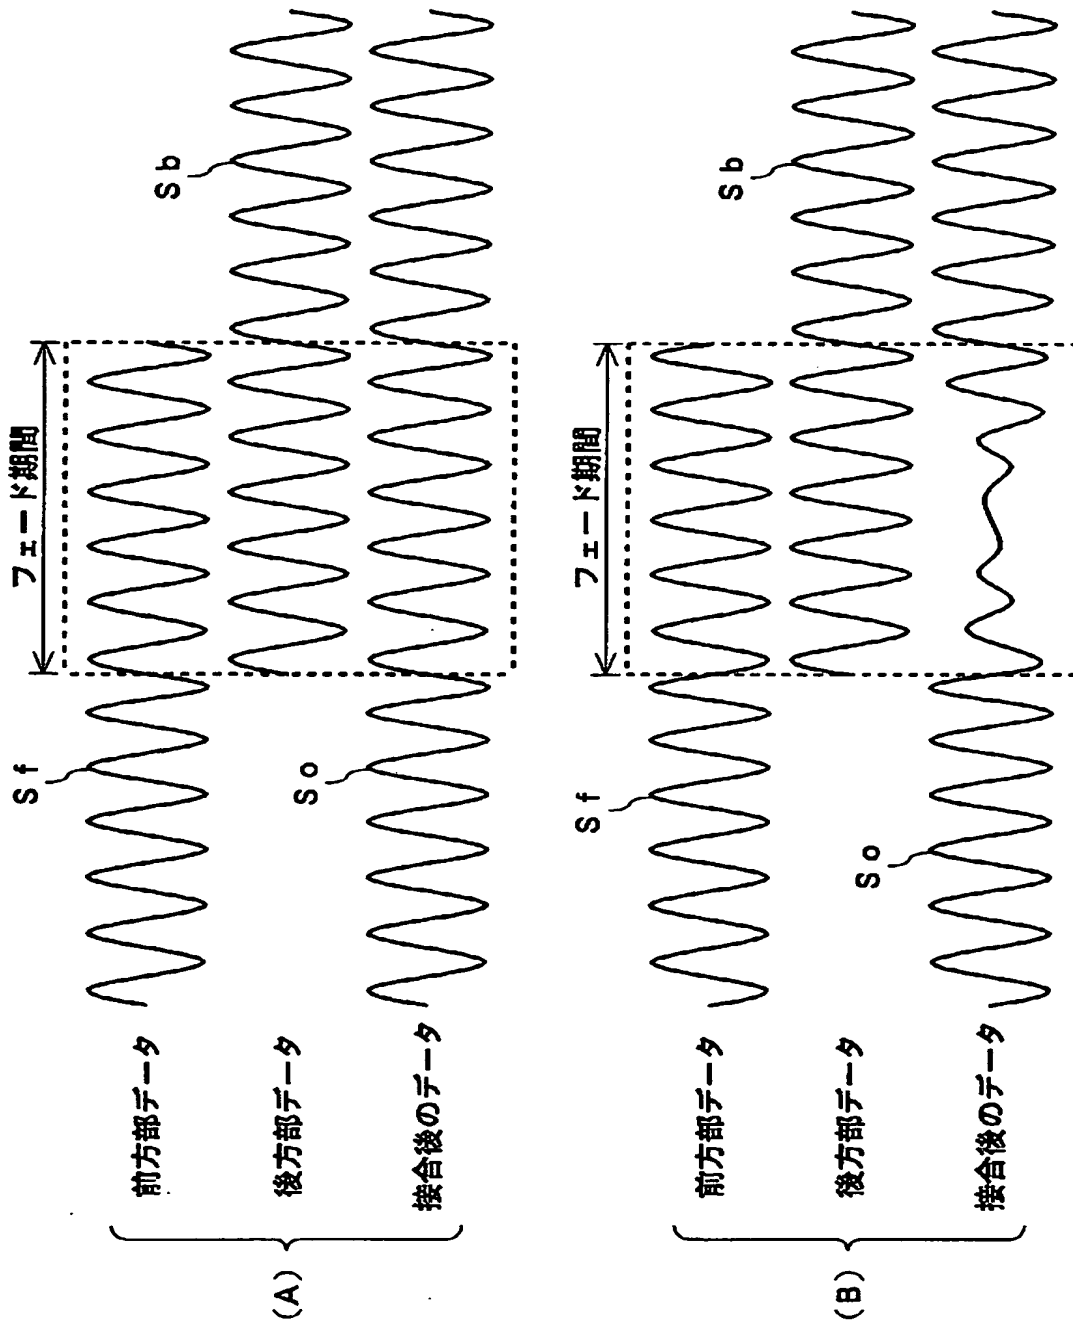 (A)
前方部データ
後方部データ
接合後のデータ
Sf
So
フェード期間
Sb
(B)
前方部データ
後方部データ
接合後のデータ
Sf
So
フェード期間
Sb